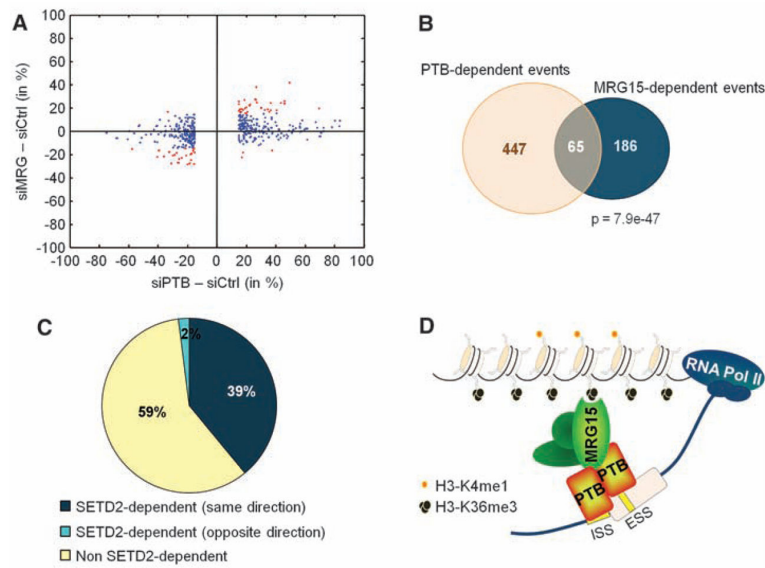 A
100
80
60
40
20
0
-20
-40
-60
-80
-100
siMRG – siCtrl (in %)
-100 -80 -60 -40 -20 0 20 40 60 80 100
siPTB – siCtrl (in %)
B
PTB-dependent events
MRG15-dependent events
447
65
186
p = 7.9e-47
C
2%
39%
59%
SETD2-dependent (same direction)
SETD2-dependent (opposite direction)
Non SETD2-dependent
D
RNA Pol II
MRG15
PTB
PTB
H3-K4me1
H3-K36me3
ISS
ESS